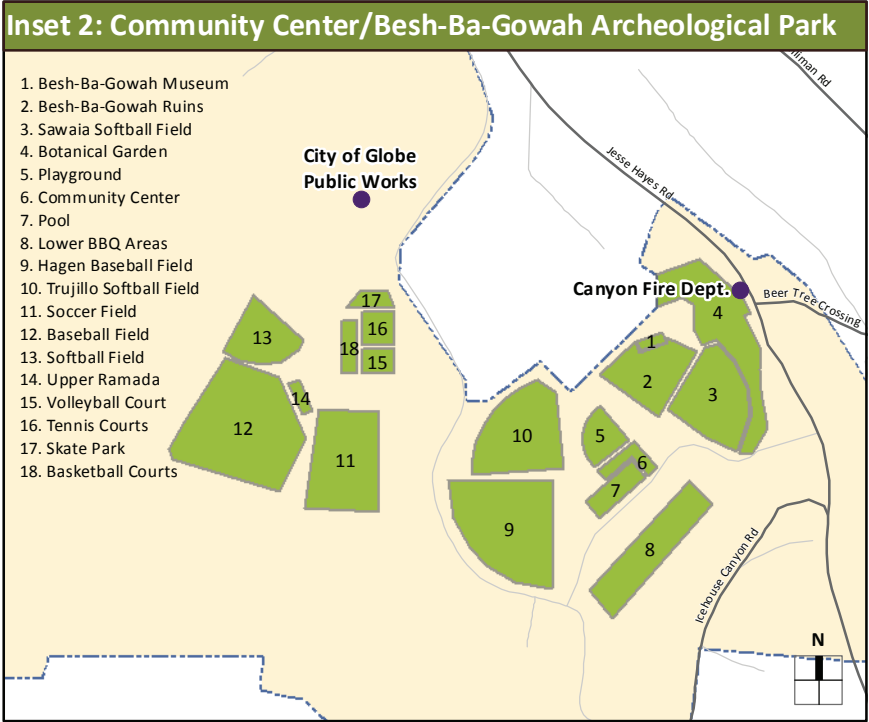 Inset 2: Community Center/Besh-Ba-Gowah Archeological Park
1. Besh-Ba-Gowah Museum
2. Besh-Ba-Gowah Ruins
3. Sawaia Softball Field
4. Botanical Garden
5. Playground
6. Community Center
7. Pool
8. Lower BBQ Areas
9. Hagen Baseball Field
10. Trujillo Softball Field
11. Soccer Field
12. Baseball Field
13. Softball Field
14. Upper Ramada
15. Volleyball Court
16. Tennis Courts
17. Skate Park
18. Basketball Courts
City of Globe
Public Works
Jesse Hayes Rd
Canyon Fire Dept.
Beer Tree Crossing
Icehouse Canyon Rd
17
16
18
15
13
14
12
11
1
2
3
4
5
6
7
10
9
8
N